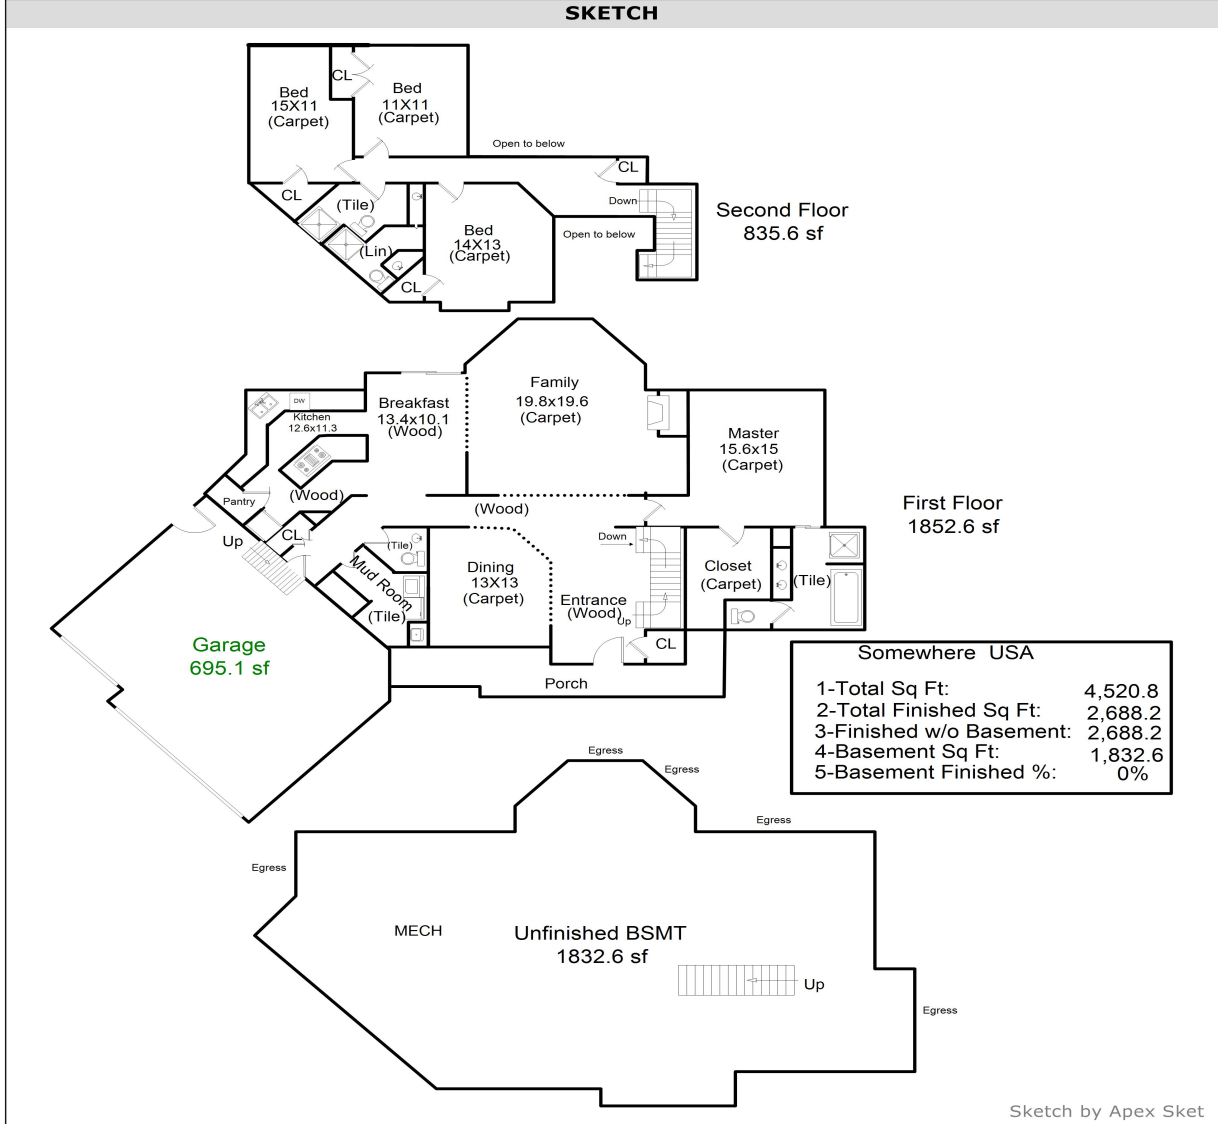 SKETCH
CL
Bed
15X11
(Carpet)
Bed
11X11
(Carpet)
Open to below
CL
CL
(Tile)
Down
Second Floor
835.6 sf
Bed
14X13
(Carpet)
Open to below
(Lin)
CL
Family
19.8x19.6
(Carpet)
Breakfast
13.4x10.1
(Wood)
DW
Kitchen
12.6x11.3
Master
15.6x15
(Carpet)
(Wood)
Pantry
(Wood)
First Floor
1852.6 sf
Up
CL
(Tile)
Down
Mud Room
(Tile)
Dining
13X13
(Carpet)
Entrance
(Wood)
Up
Closet
(Carpet)
(Tile)
CL
Garage
695.1 sf
Porch
Somewhere USA
1-Total Sq Ft: 4,520.8
2-Total Finished Sq Ft: 2,688.2
3-Finished w/o Basement: 2,688.2
4-Basement Sq Ft: 1,832.6
5-Basement Finished %: 0%
Egress
Egress
Egress
Egress
MECH
Unfinished BSMT
1832.6 sf
Up
Egress
Sketch by Apex Sket